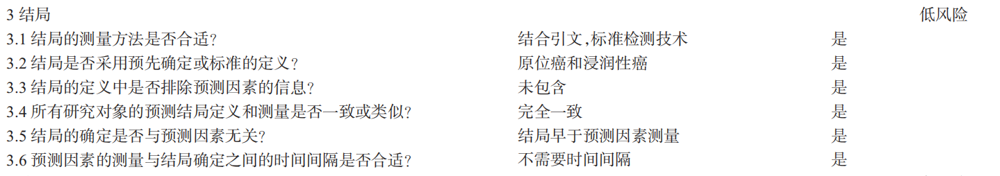 3 结局 低风险
3.1 结局的测量方法是否合适? 结合引文,标准检测技术 是
3.2 结局是否采用预先确定或标准的定义? 原位癌和浸润性癌 是
3.3 结局的定义中是否排除预测因素的信息? 未包含 是
3.4 所有研究对象的预测结局定义和测量是否一致或类似? 完全一致 是
3.5 结局的确定是否与预测因素无关? 结局早于预测因素测量 是
3.6 预测因素的测量与结局确定之间的时间间隔是否合适? 不需要时间间隔 是